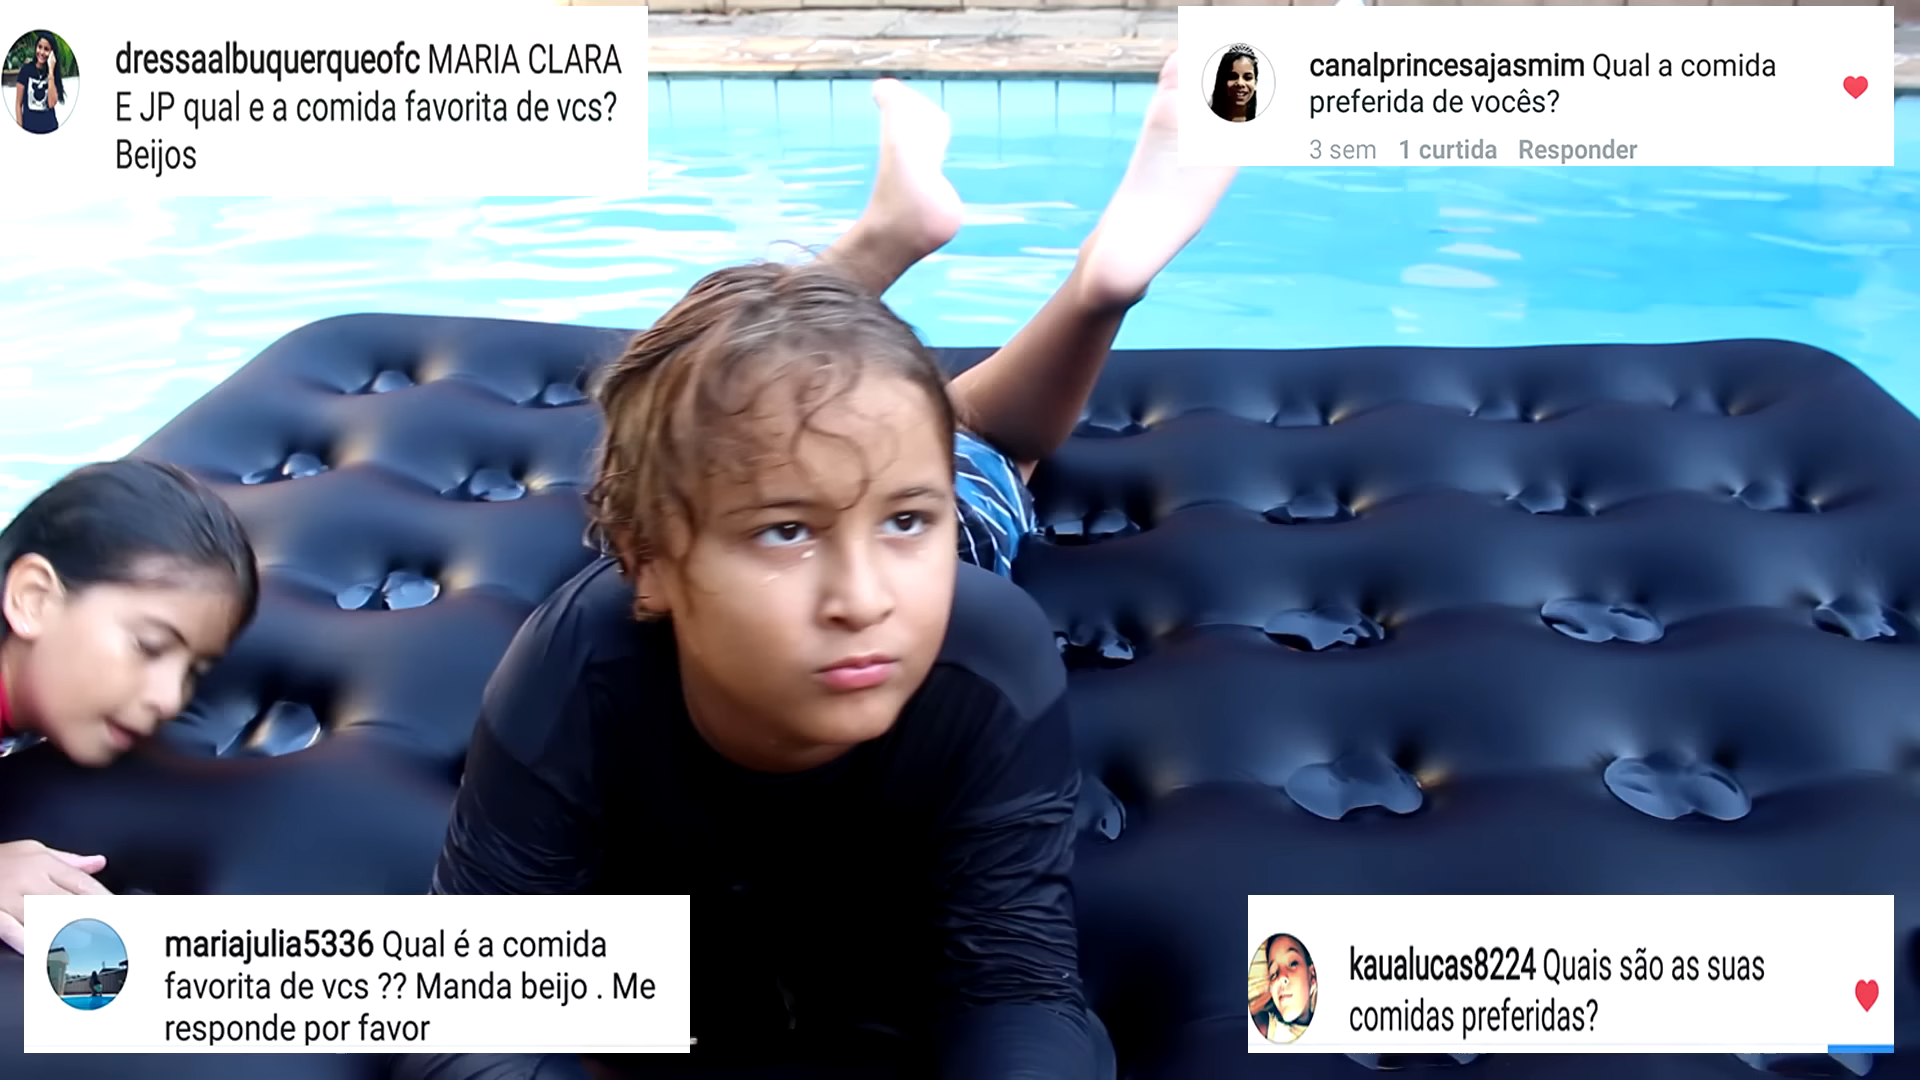 dressaalbuquerqueofc MARIA CLARA
E JP qual e a comida favorita de vcs?
Beijos
canalprincesajasmim Qual a comida
preferida de vocês?
3 sem 1 curtida Responder
mariajulia5336 Qual é a comida
favorita de vcs ?? Manda beijo . Me
responde por favor
kaualucas8224 Quais são as suas
comidas preferidas?